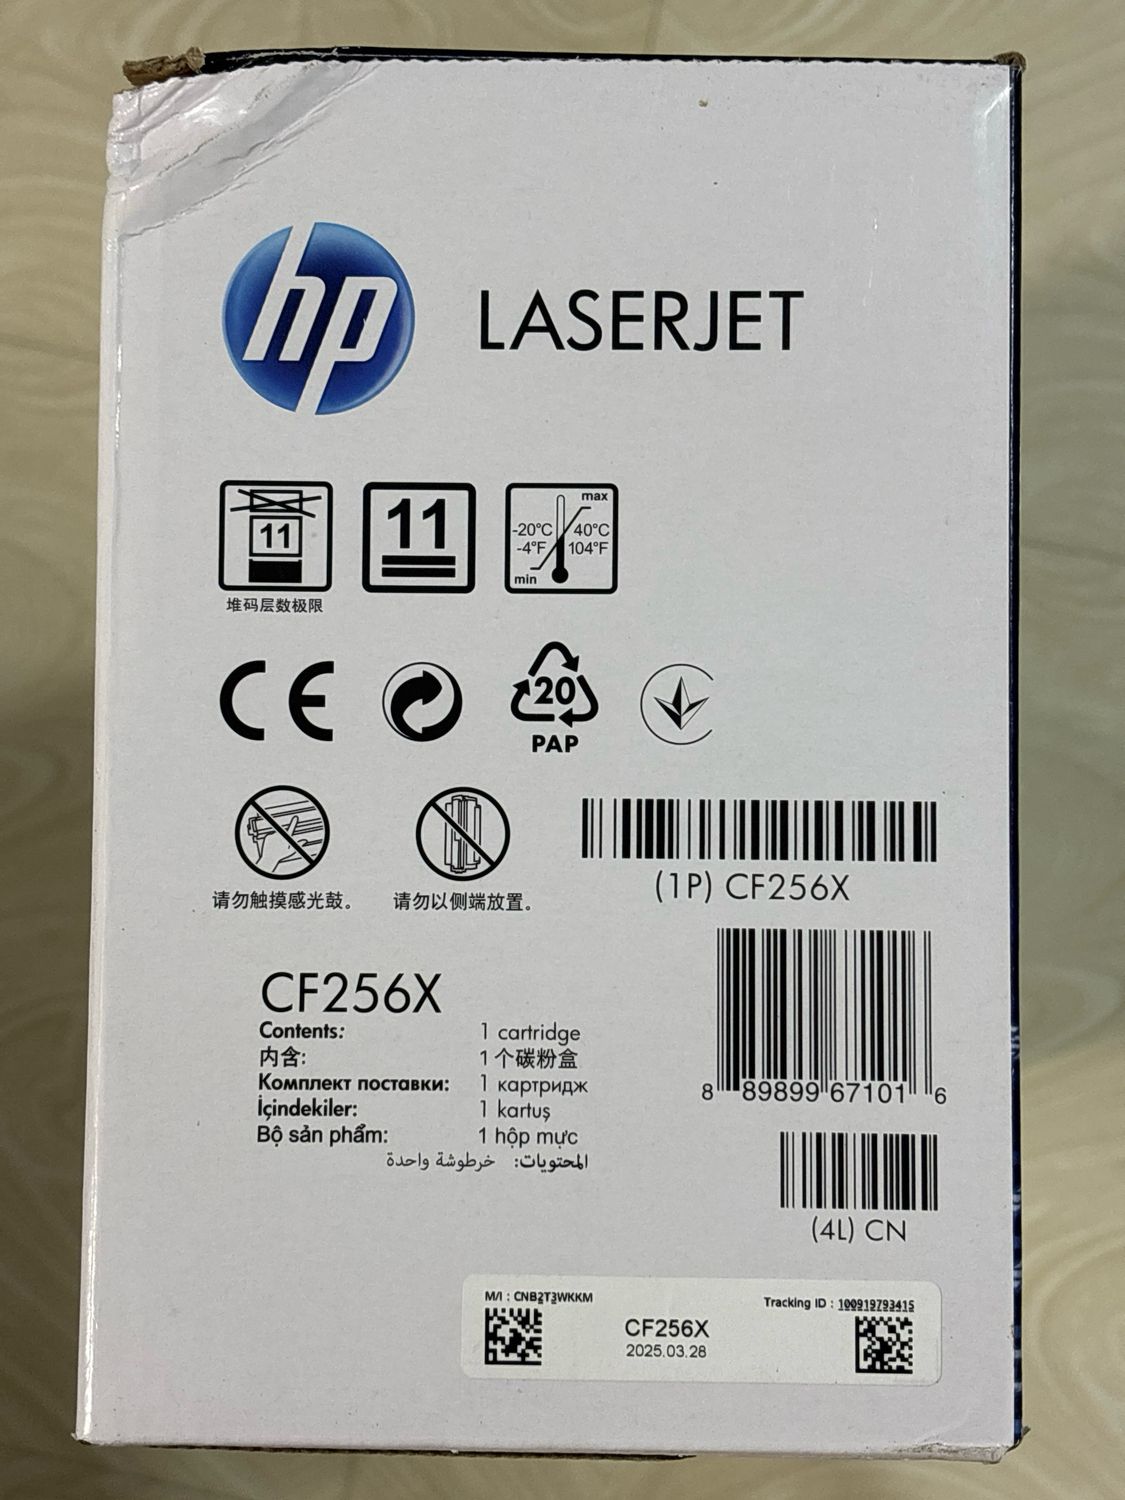 hp LASERJET
11
11
max
-20°C 40°C
-4°F 104°F
min
堆码层数极限
CE
20
PAP
请勿触摸感光鼓。
请勿以侧端放置。
(1P) CF256X
CF256X
Contents: 1 cartridge
内含: 1个碳粉盒
Комплект поставки: 1 картридж
İçindekiler: 1 kartuş
Bộ sản phẩm: 1 hộp mực
المحتويات: خرطوشة واحدة
8 89899 67101 6
(4L) CN
M/I : CNB2T3WKKM
Tracking ID : 100919793415
CF256X
2025.03.28